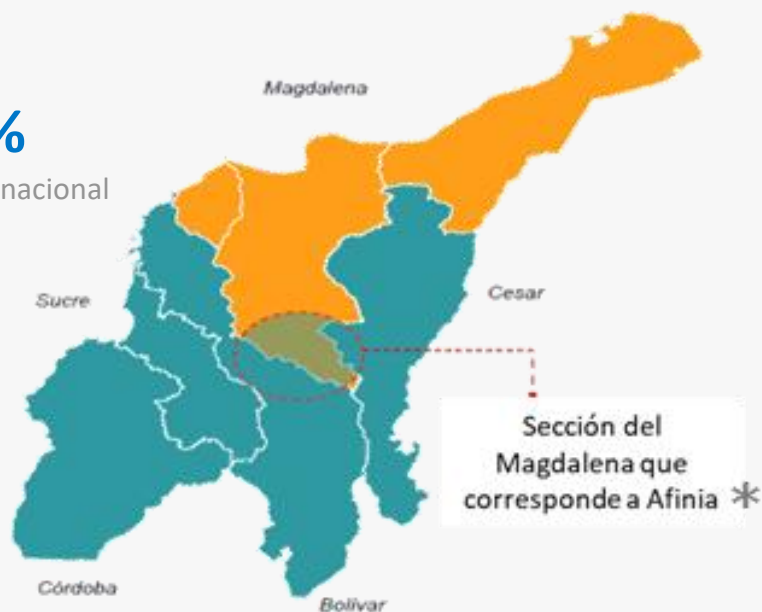 Magdalena
%
nacional
Cesar
Sucre
Sección del
Magdalena que
corresponde a Afinia *
Córdoba
Bolívar